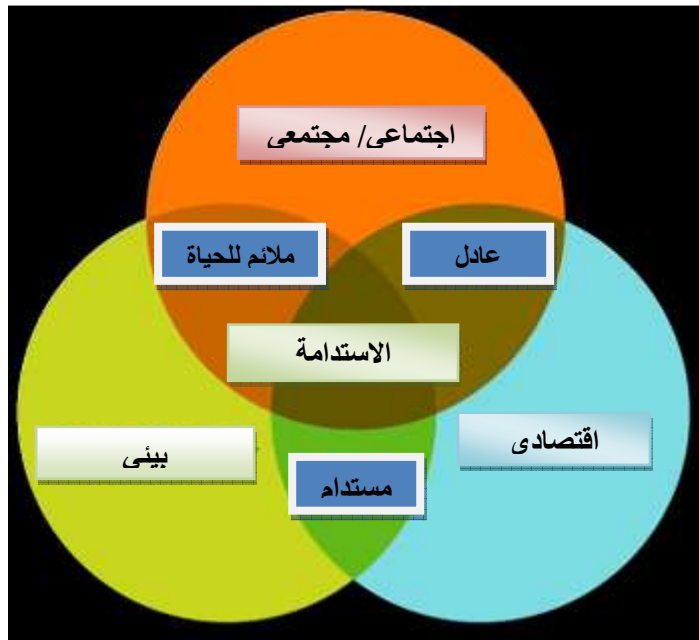 اجتماعى/ مجتمعى
عادل
ملائم للحياة
الاستدامة
اقتصادى
بيئى
مستدام